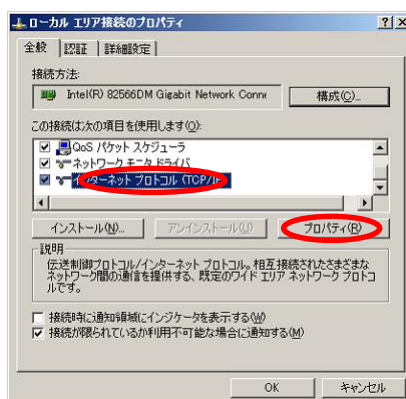 ローカル エリア接続のプロパティ
全般 認証 詳細設定
接続方法:
Intel(R) 82566DM Gigabit Network Conne
構成(C)...
この接続は次の項目を使用します(O):
QoS パケット スケジューラ
ネットワーク モニタ ドライバ
インターネット プロトコル (TCP/IP)
インストール(N)... アンインストール(U) プロパティ(R)
説明
伝送制御プロトコル/インターネット プロトコル。相互接続されたさまざまな
ネットワーク間の通信を提供する、既定のワイド エリア ネットワーク プロトコ
ルです。
接続時に通知領域にインジケータを表示する(W)
接続が限られているか利用不可能な場合に通知する(M)
OK キャンセル